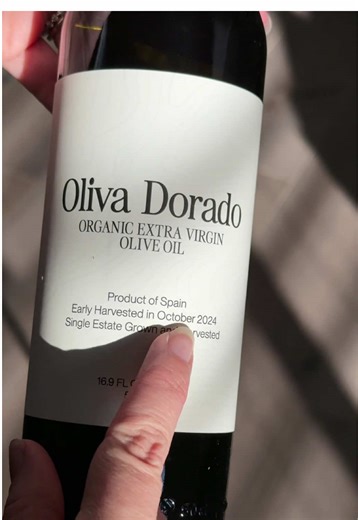 Oliva Dorado
ORGANIC EXTRA VIRGIN
OLIVE OIL
Product of Spain
Early Harvested in October 2024
Single Estate Grown
16.9 FL